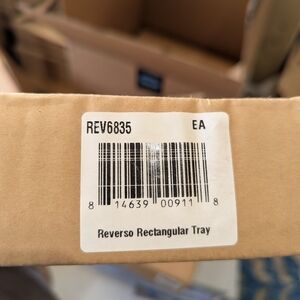 REV6835 EA
8 14639 00911 8
Reverso Rectangular Tray